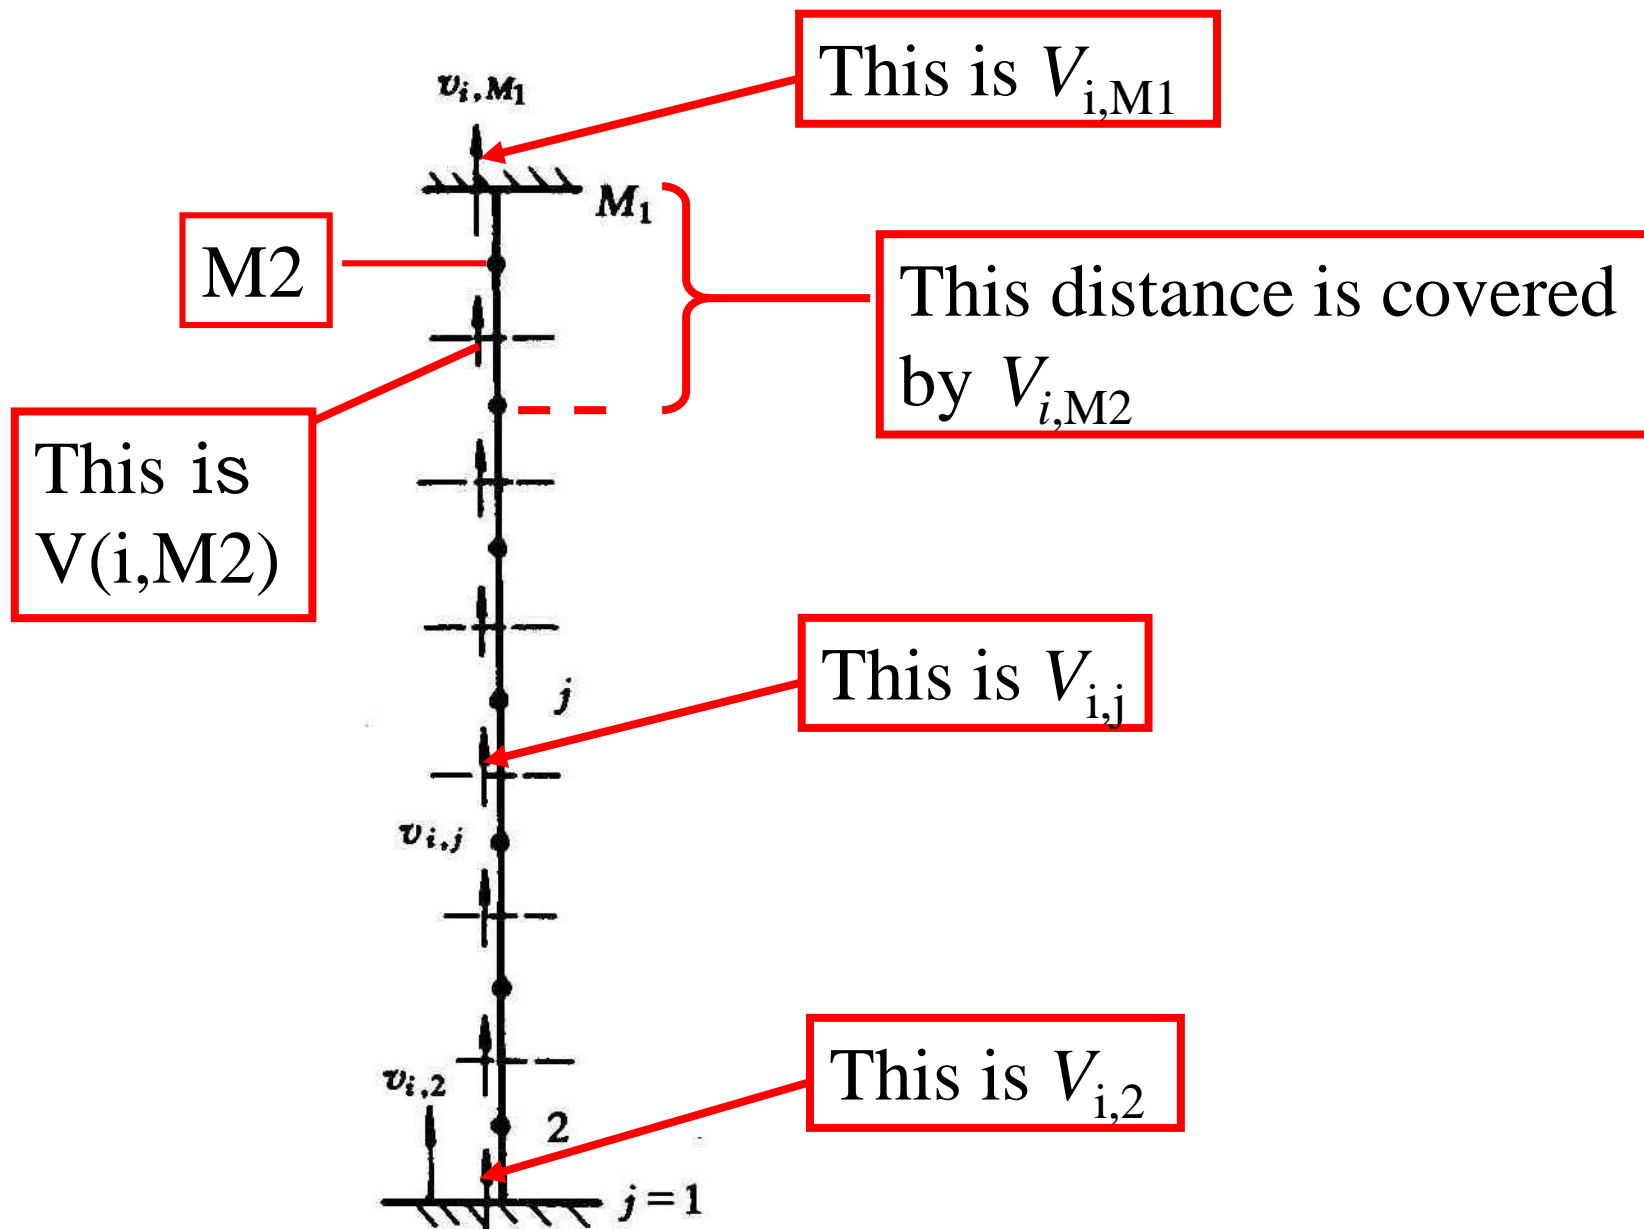 This is V_{i,M1}
v_{i,M_1}
M_1
M2
This distance is covered
by V_{i,M2}
This is
V(i,M2)
This is V_{i,j}
j
v_{i,j}
This is V_{i,2}
v_{i,2}
2
j = 1